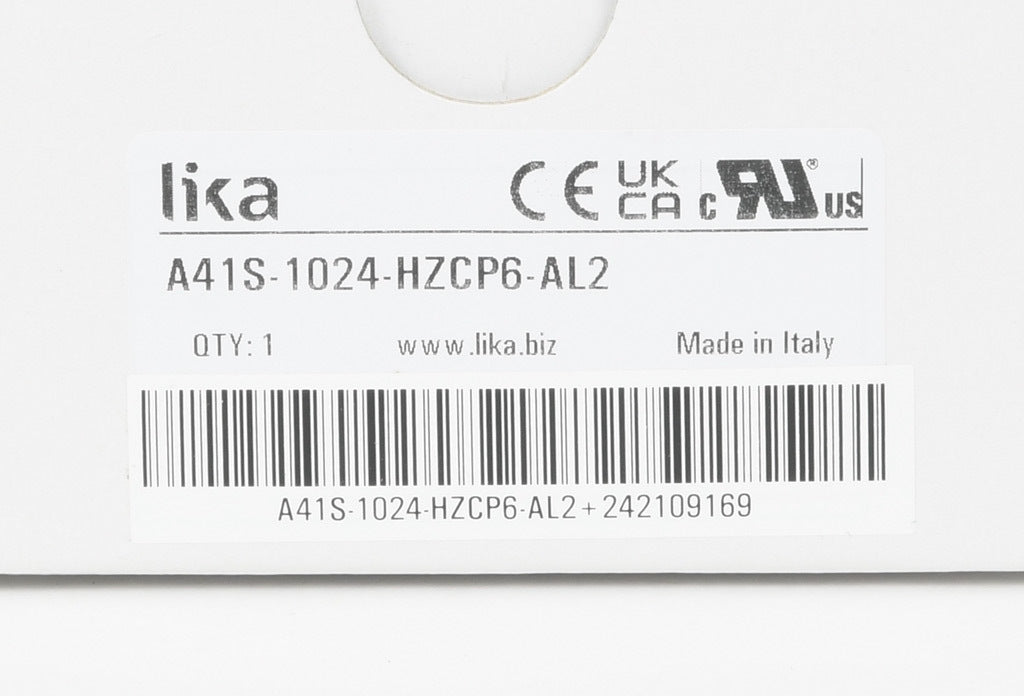 lika CE UK CA c RU ® US
A41S-1024-HZCP6-AL2
QTY: 1 www.lika.biz Made in Italy
A41S-1024-HZCP6-AL2+242109169